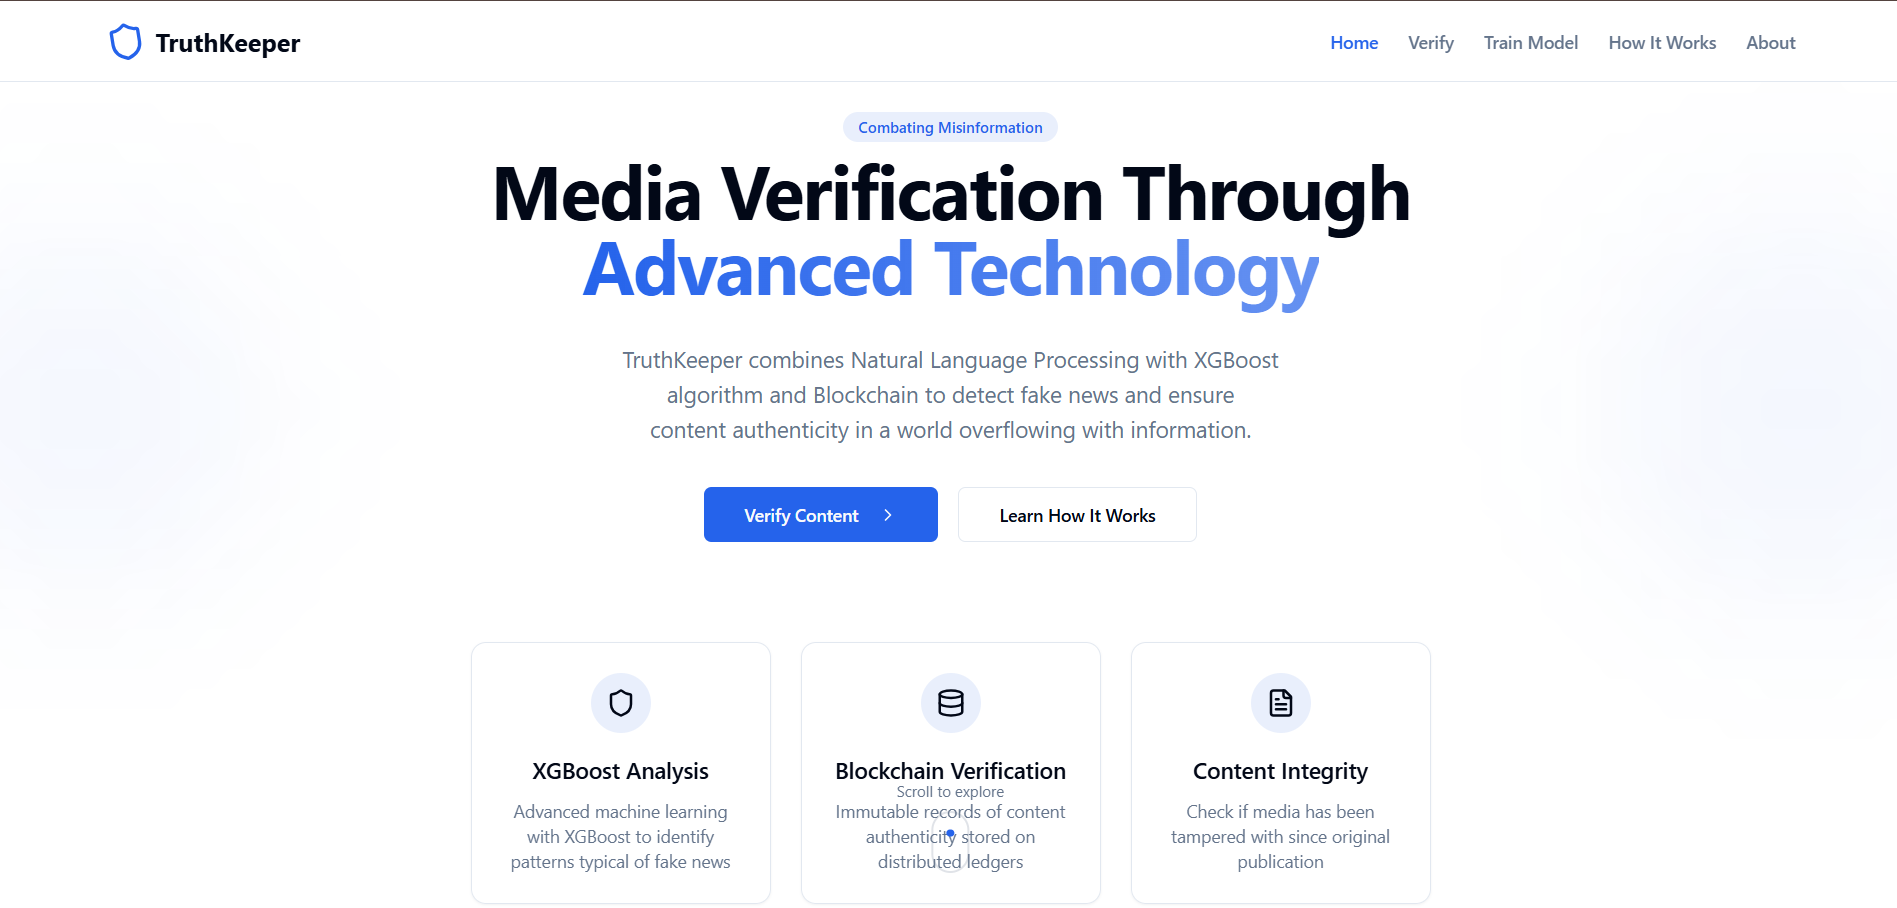 TruthKeeper
Home
Verify
Train Model
How It Works
About
Combating Misinformation
Media Verification Through
Advanced Technology
TruthKeeper combines Natural Language Processing with XGBoost
algorithm and Blockchain to detect fake news and ensure
content authenticity in a world overflowing with information.
Verify Content
Learn How It Works
XGBoost Analysis
Advanced machine learning
with XGBoost to identify
patterns typical of fake news
Blockchain Verification
Scroll to explore
Immutable records of content
authenticity stored on
distributed ledgers
Content Integrity
Check if media has been
tampered with since original
publication